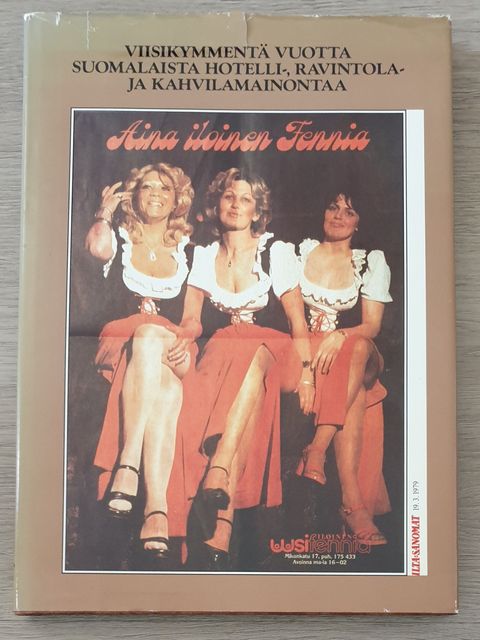 VIISIKYMMENTÄ VUOTTA
SUOMALAISTA HOTELLI-, RAVINTOLA-
JA KAHVILAMAINONTAA
Aina iloinen Fennia
ILOINEN
UUSI fennia
Mikonkatu 17, puh. 175 433
Avoinna ma-la 16-02
ILTA-SANOMAT 19.3.1979